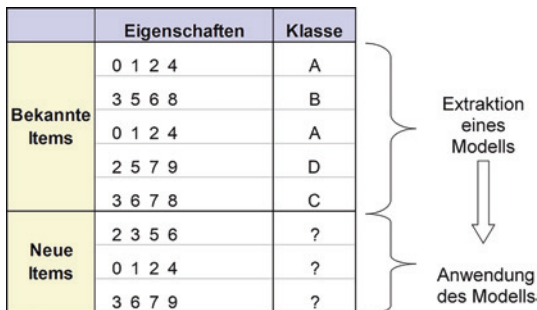 Eigenschaften Klasse
Bekannte Items
0 1 2 4 A
3 5 6 8 B
0 1 2 4 A
2 5 7 9 D
3 6 7 8 C
Neue Items
2 3 5 6 ?
0 1 2 4 ?
3 6 7 9 ?
Extraktion
eines
Modells
Anwendung
des Modells